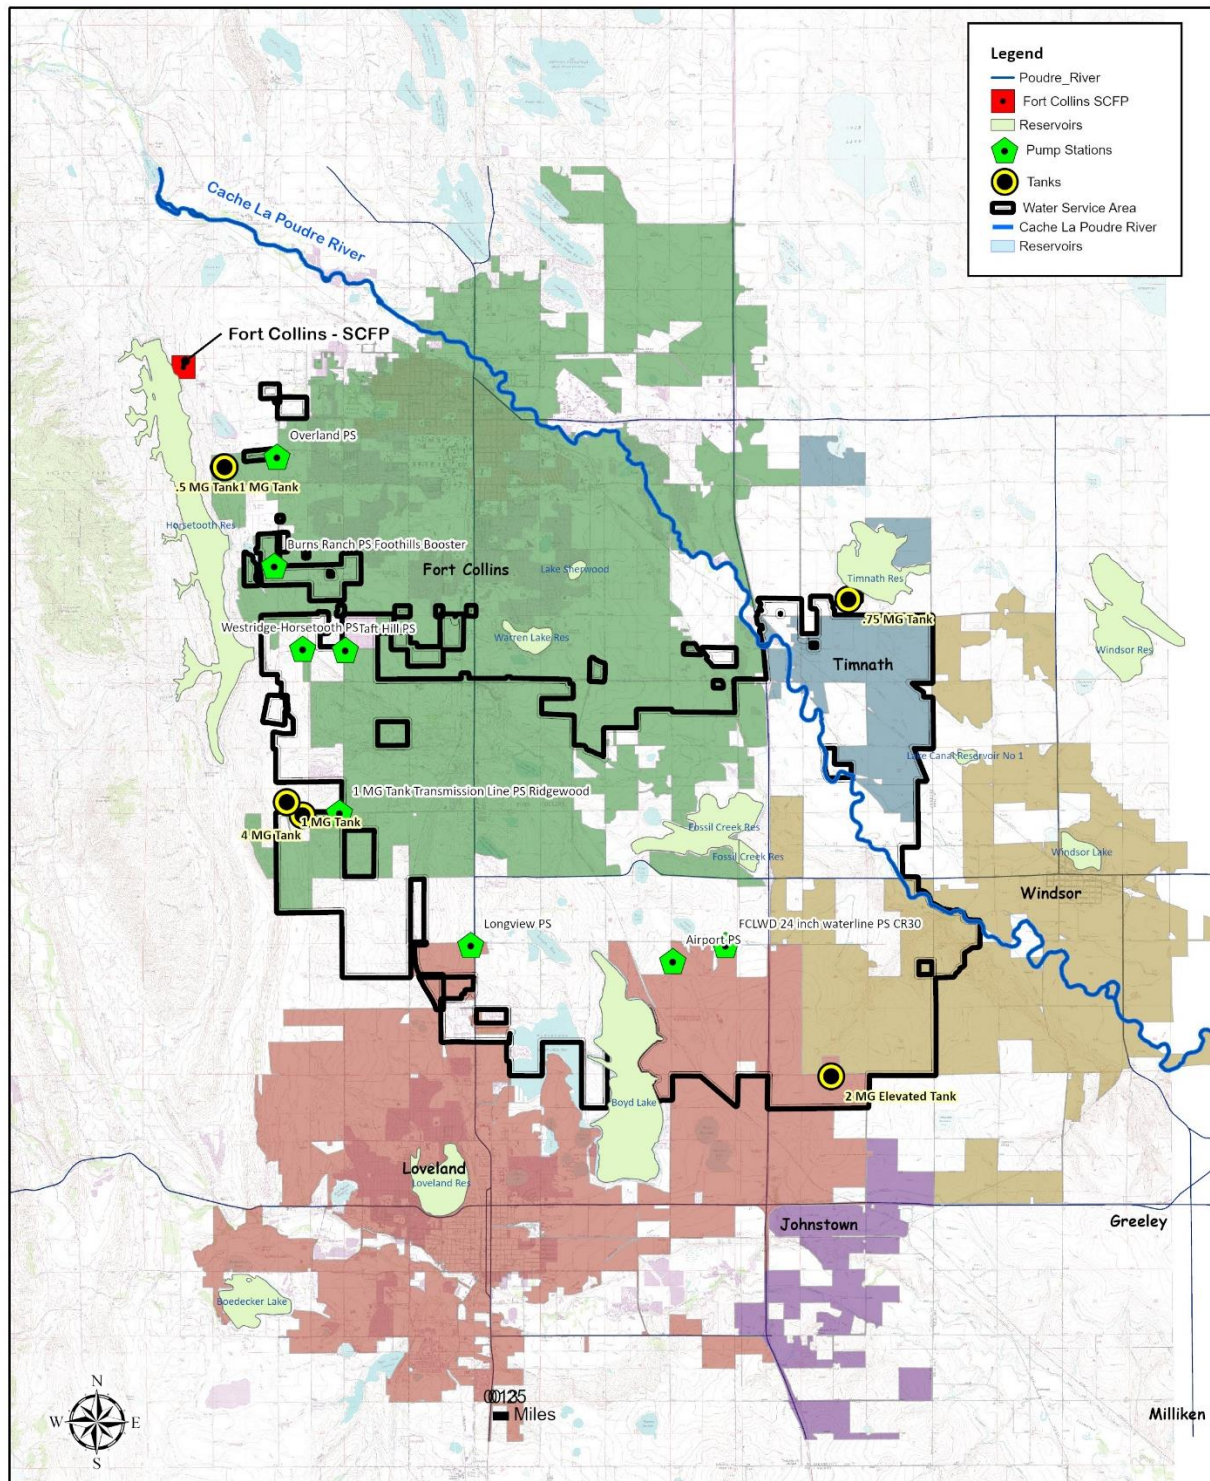 Legend
Poudre_River
Fort Collins SCFP
Reservoirs
Pump Stations
Tanks
Water Service Area
Cache La Poudre River
Reservoirs
Cache La Poudre River
Fort Collins - SCFP
Overland PS
.5 MG Tank
1 MG Tank
Horsetooth Res
Burns Ranch PS Foothills Booster
Fort Collins
Lake Sherwood
Timnath Res
.75 MG Tank
Westridge-Horsetooth PS
Taft Hill PS
Warren Lake Res
Timnath
Windsor Res
Lake Canal Reservoir No 1
1 MG Tank Transmission Line PS Ridgewood
1 MG Tank
4 MG Tank
Fossil Creek Res
Fossil Creek Res
Windsor Lake
Windsor
Longview PS
FCLWD 24 inch waterline PS CR30
Airport PS
2 MG Elevated Tank
Boyd Lake
Loveland
Loveland Res
Johnstown
Greeley
Boedecker Lake
Miles
Milliken
N
W
E
S